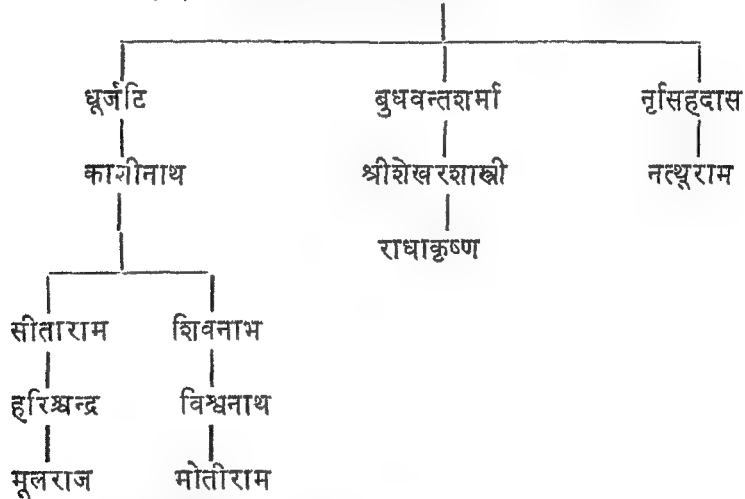 धूर्जटि बुधवन्तशर्मा नृसिंहदास
काशीनाथ श्रीशेखरशास्त्री नत्थूराम
राधाकृष्ण
सीताराम शिवनाभ
हरिश्चन्द्र विश्वनाथ
मूलराज मोतीराम